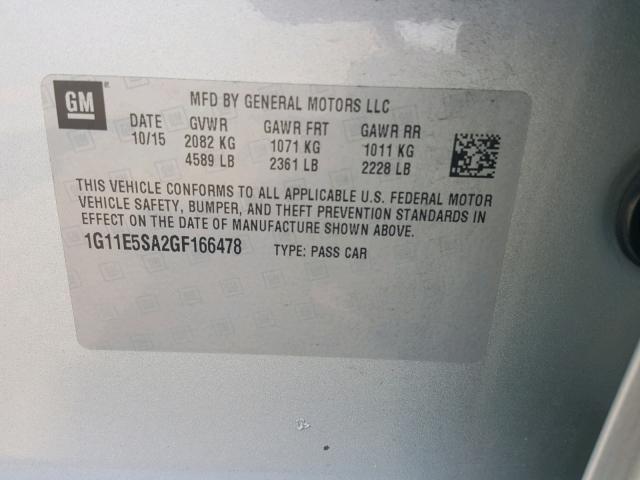 GM MFD BY GENERAL MOTORS LLC
DATE GVWR GAWR FRT GAWR RR
10/15 2082 KG 1071 KG 1011 KG
4589 LB 2361 LB 2228 LB
THIS VEHICLE CONFORMS TO ALL APPLICABLE U.S. FEDERAL MOTOR
VEHICLE SAFETY, BUMPER, AND THEFT PREVENTION STANDARDS IN
EFFECT ON THE DATE OF MANUFACTURE SHOWN ABOVE.
1G11E5SA2GF166478 TYPE: PASS CAR